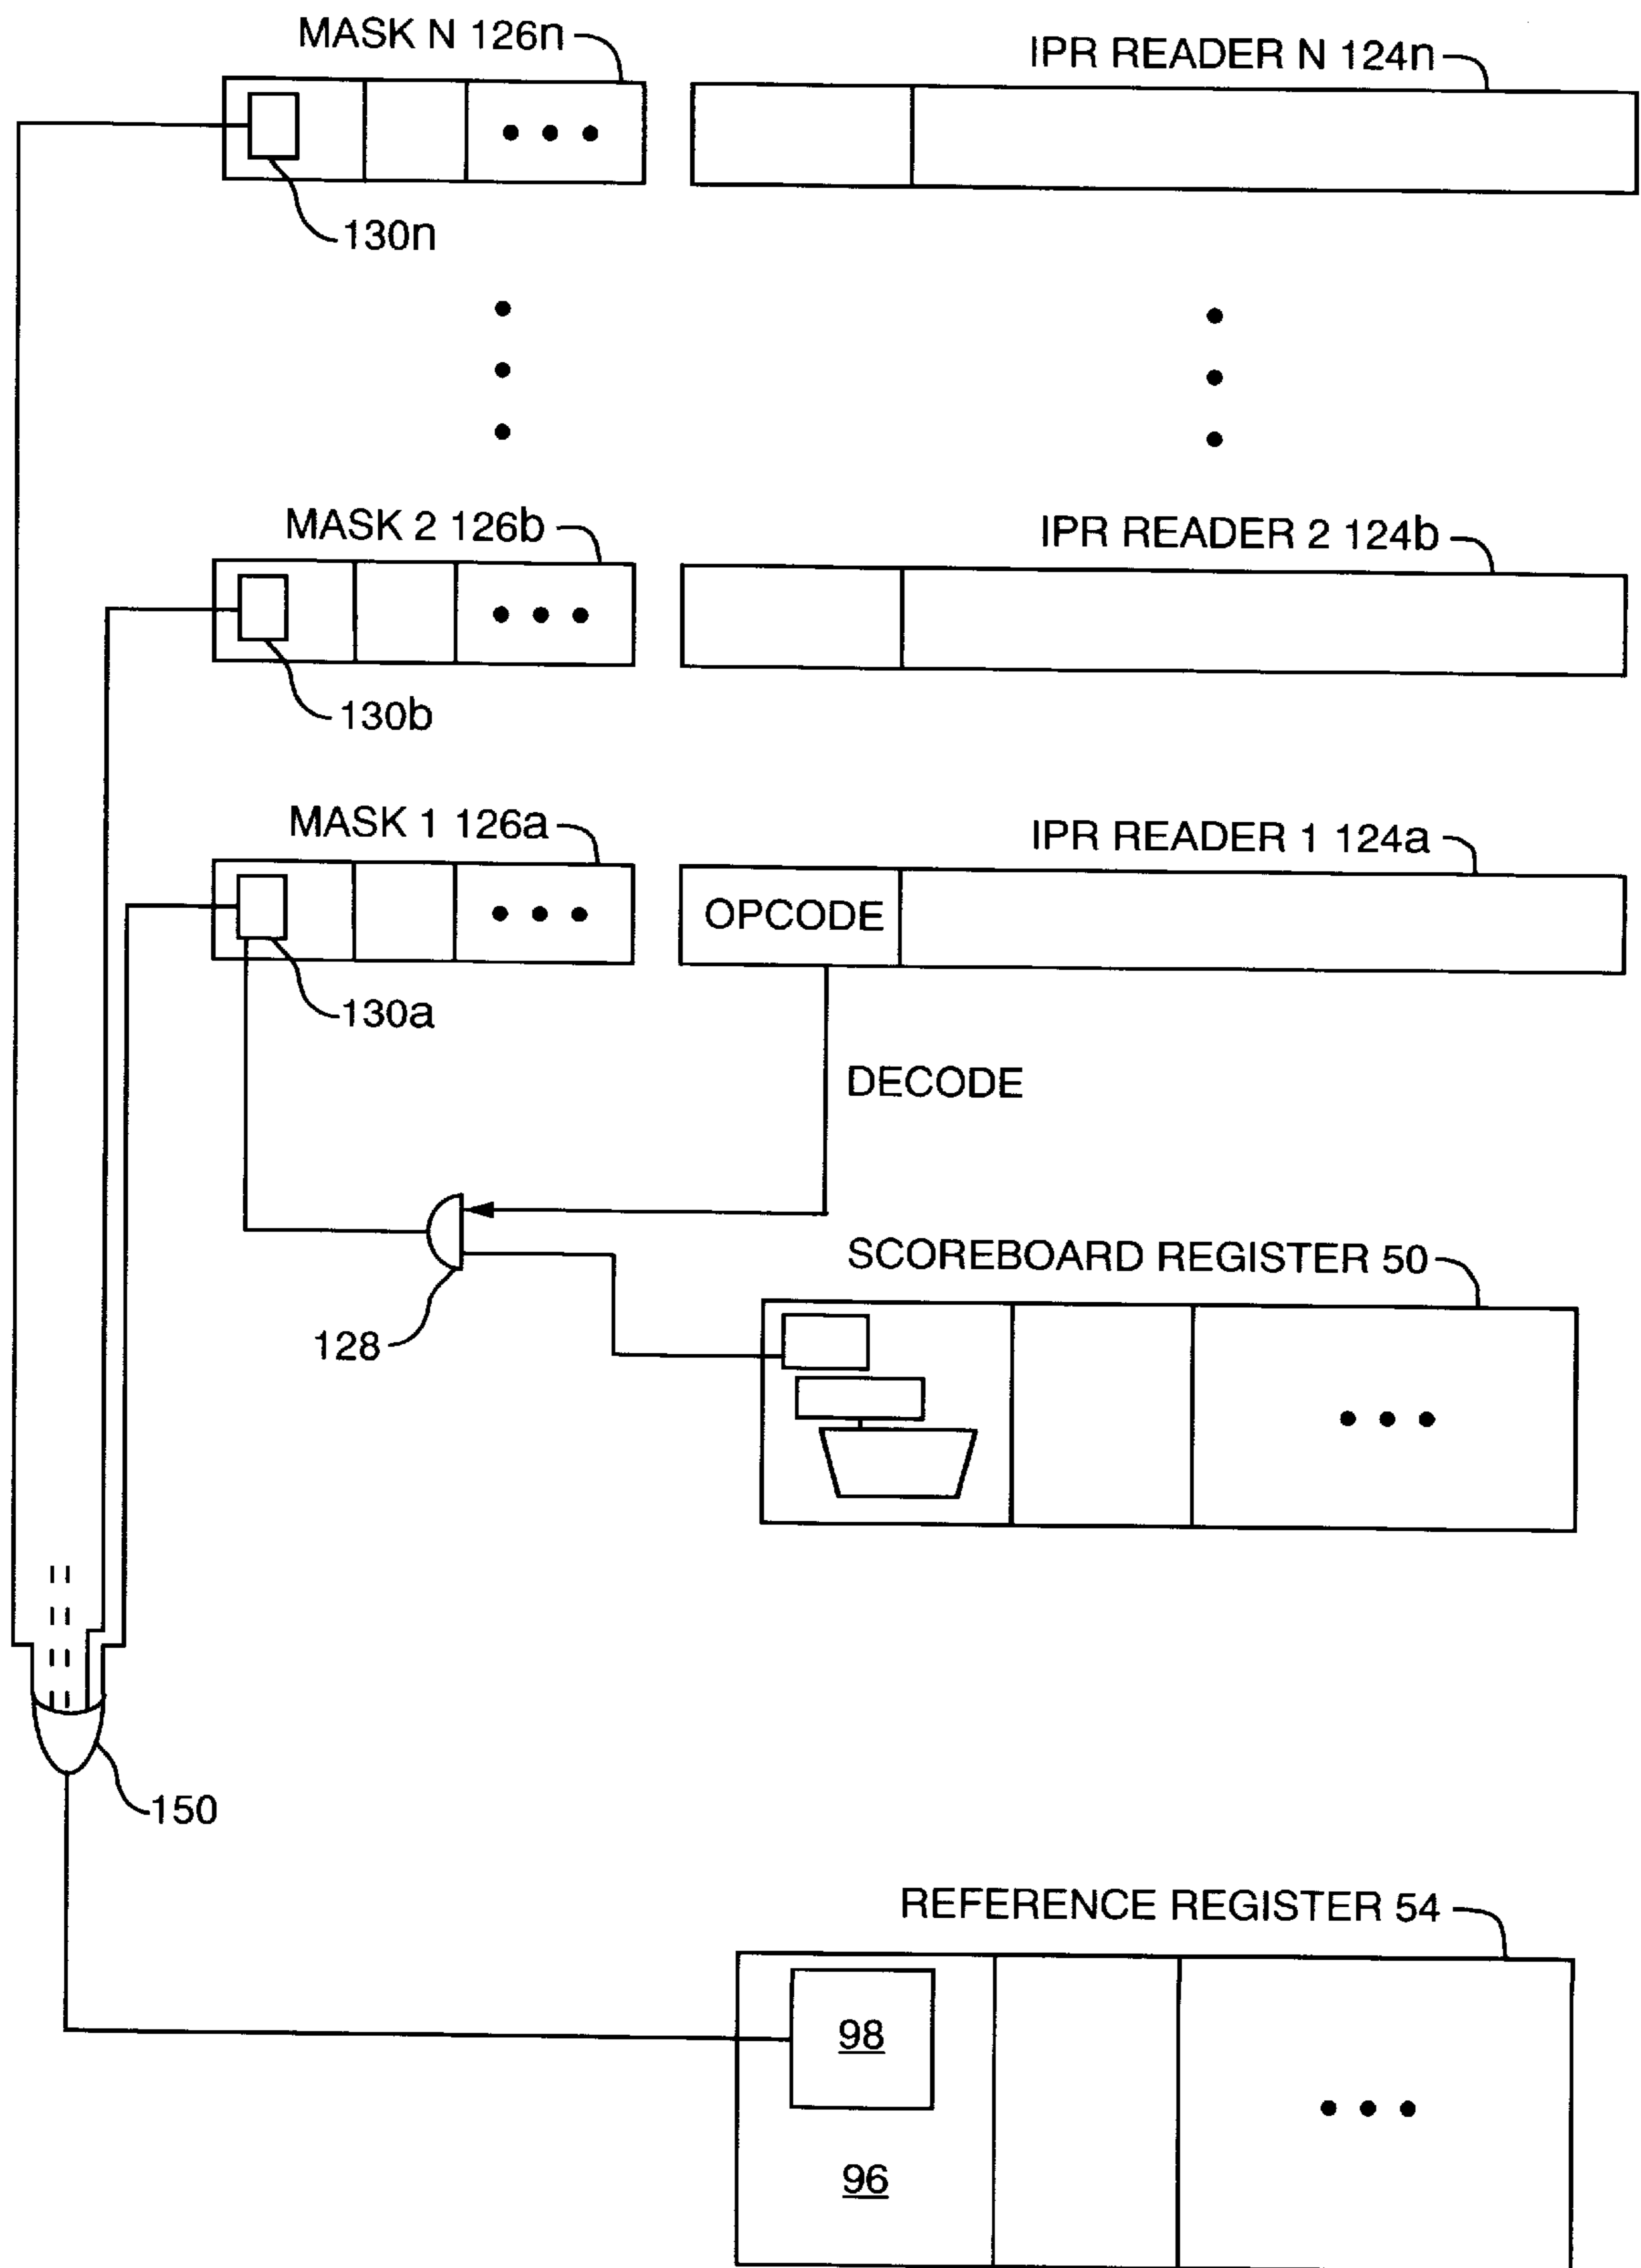 MASK N 126n
IPR READER N 124n
130n
MASK 2 126b
IPR READER 2 124b
130b
MASK 1 126a
IPR READER 1 124a
OPCODE
130a
DECODE
128
SCOREBOARD REGISTER 50
150
REFERENCE REGISTER 54
98
96